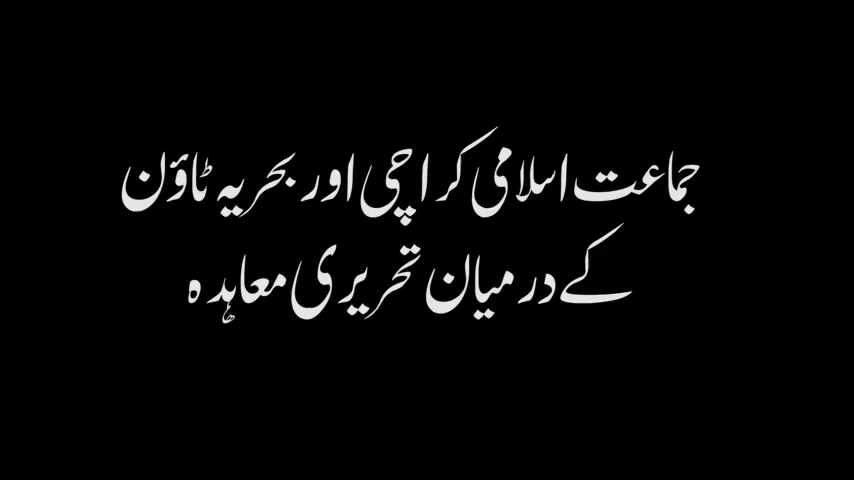 جماعت اسلامی کراچی اور بحریہ ٹاؤن
کے درمیان تحریری معاہدہ